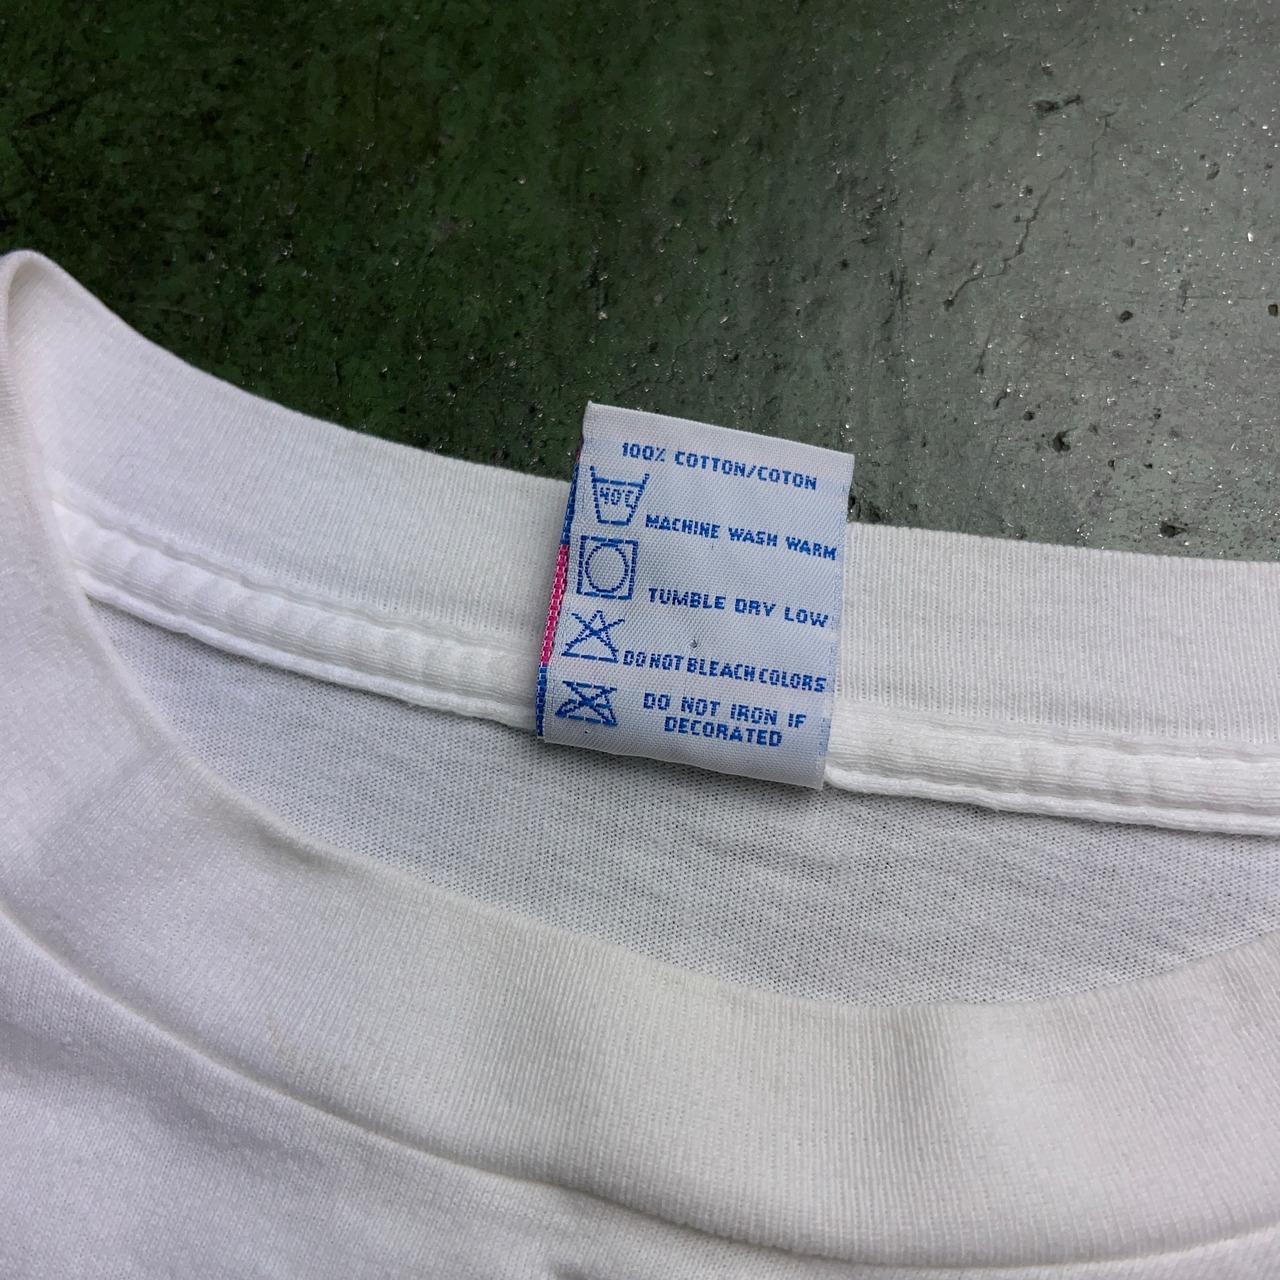 100% COTTON/COTON
40°C
MACHINE WASH WARM
TUMBLE DRY LOW
DO NOT BLEACH COLORS
DO NOT IRON IF
DECORATED